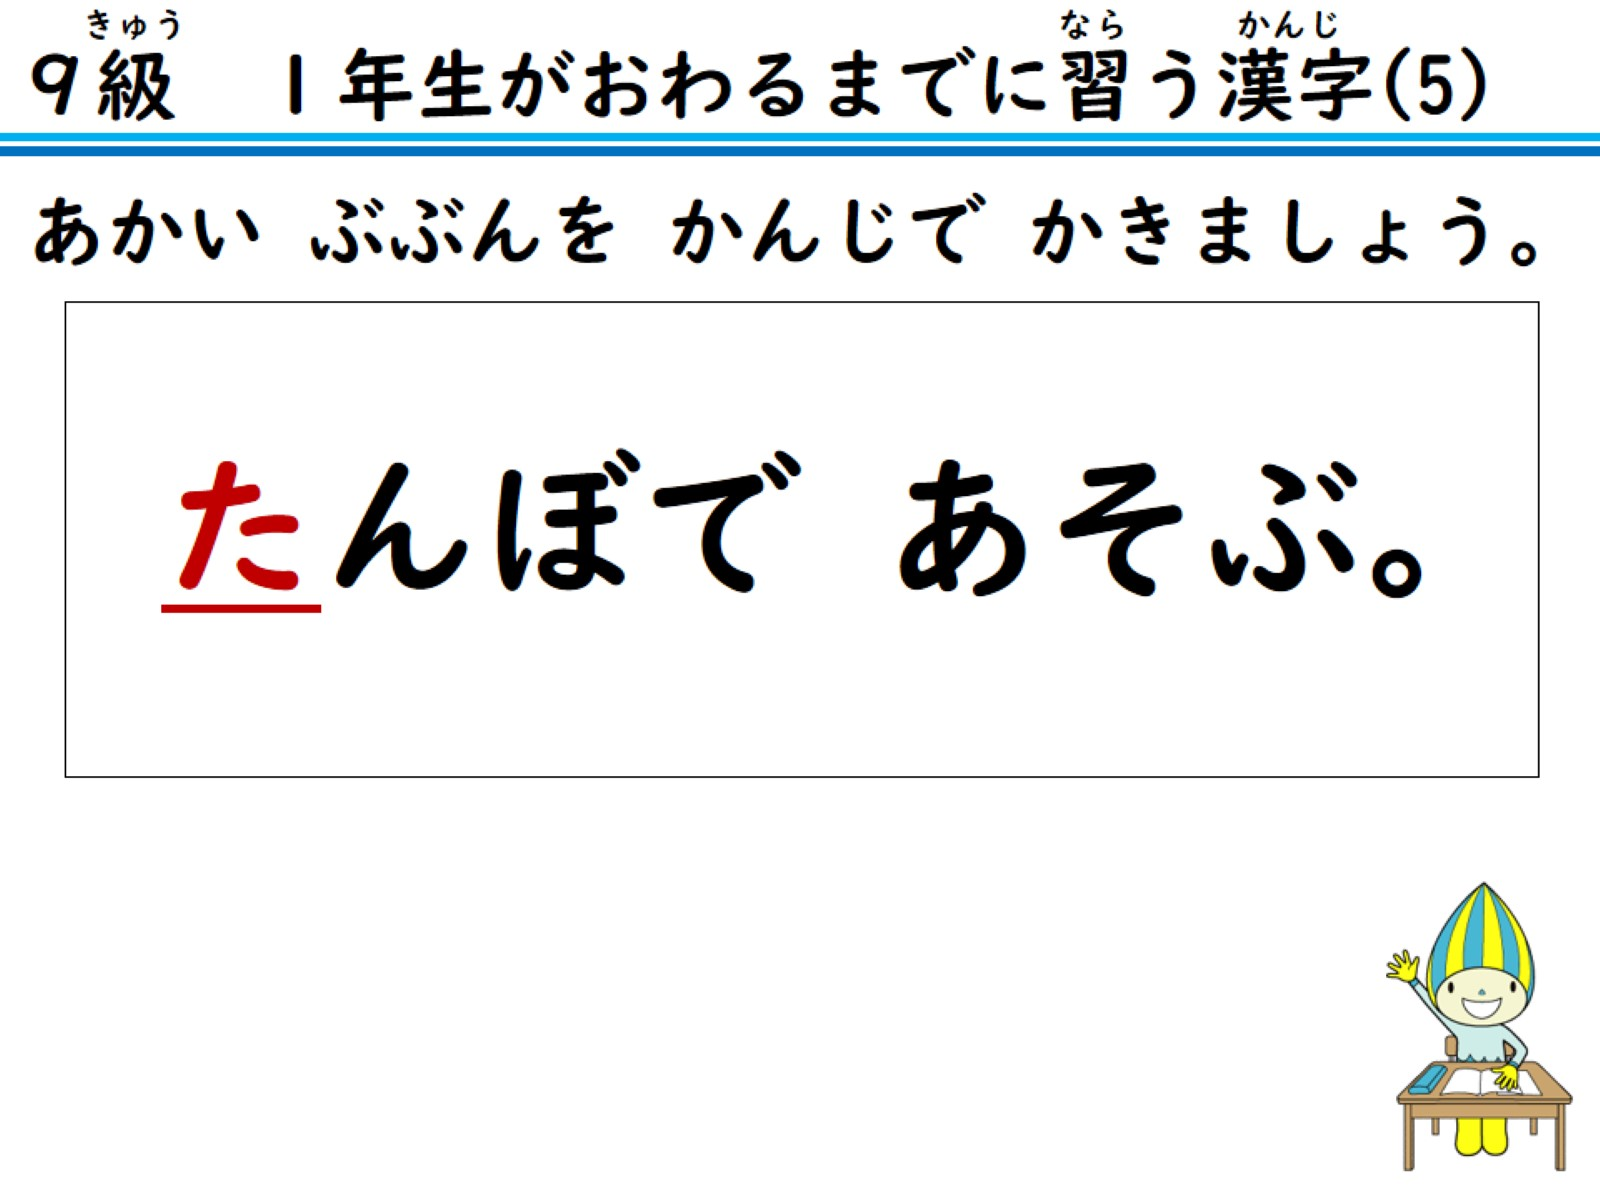 きゅう なら かんじ
9級 1年生がおわるまでに習う漢字(5)
あかい ぶぶんを かんじで かきましょう。
たんぼで あそぶ。